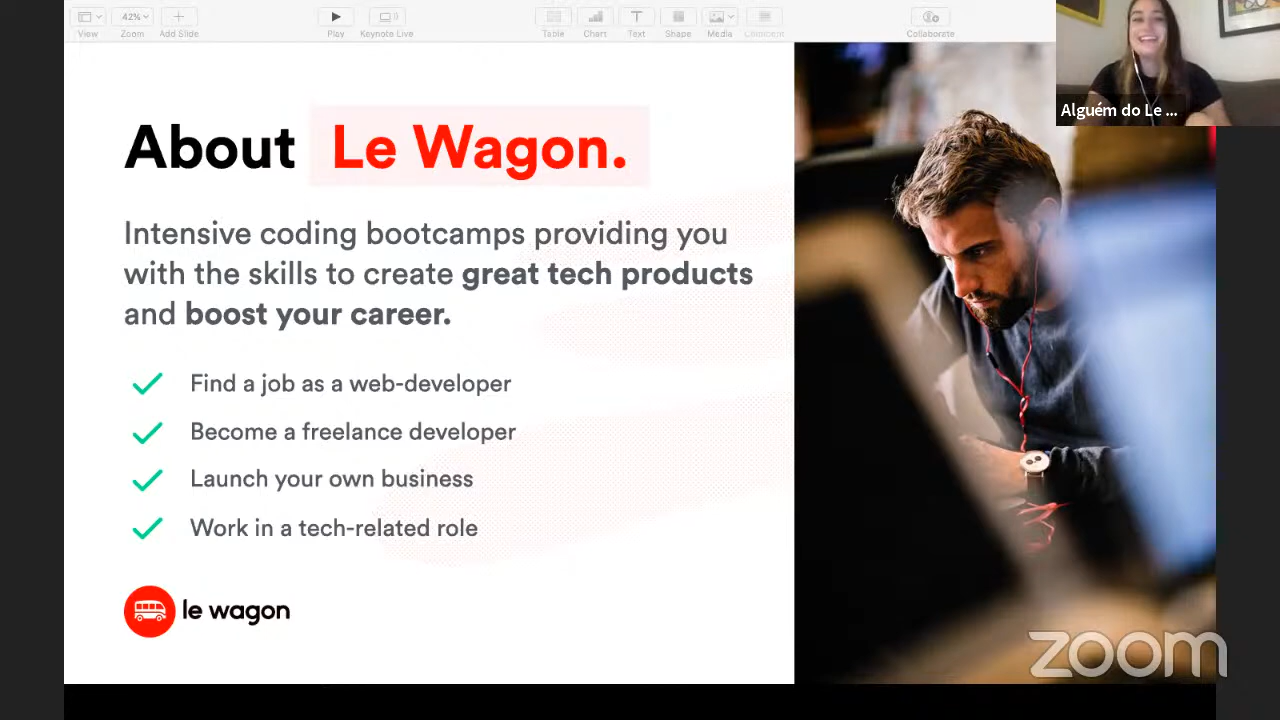 42%
View Zoom Add Slide Play Keynote Live Table Chart Text Shape Media Comment Collaborate
Alguém do Le ...
About Le Wagon.
Intensive coding bootcamps providing you
with the skills to create great tech products
and boost your career.
Find a job as a web-developer
Become a freelance developer
Launch your own business
Work in a tech-related role
le wagon
zoom